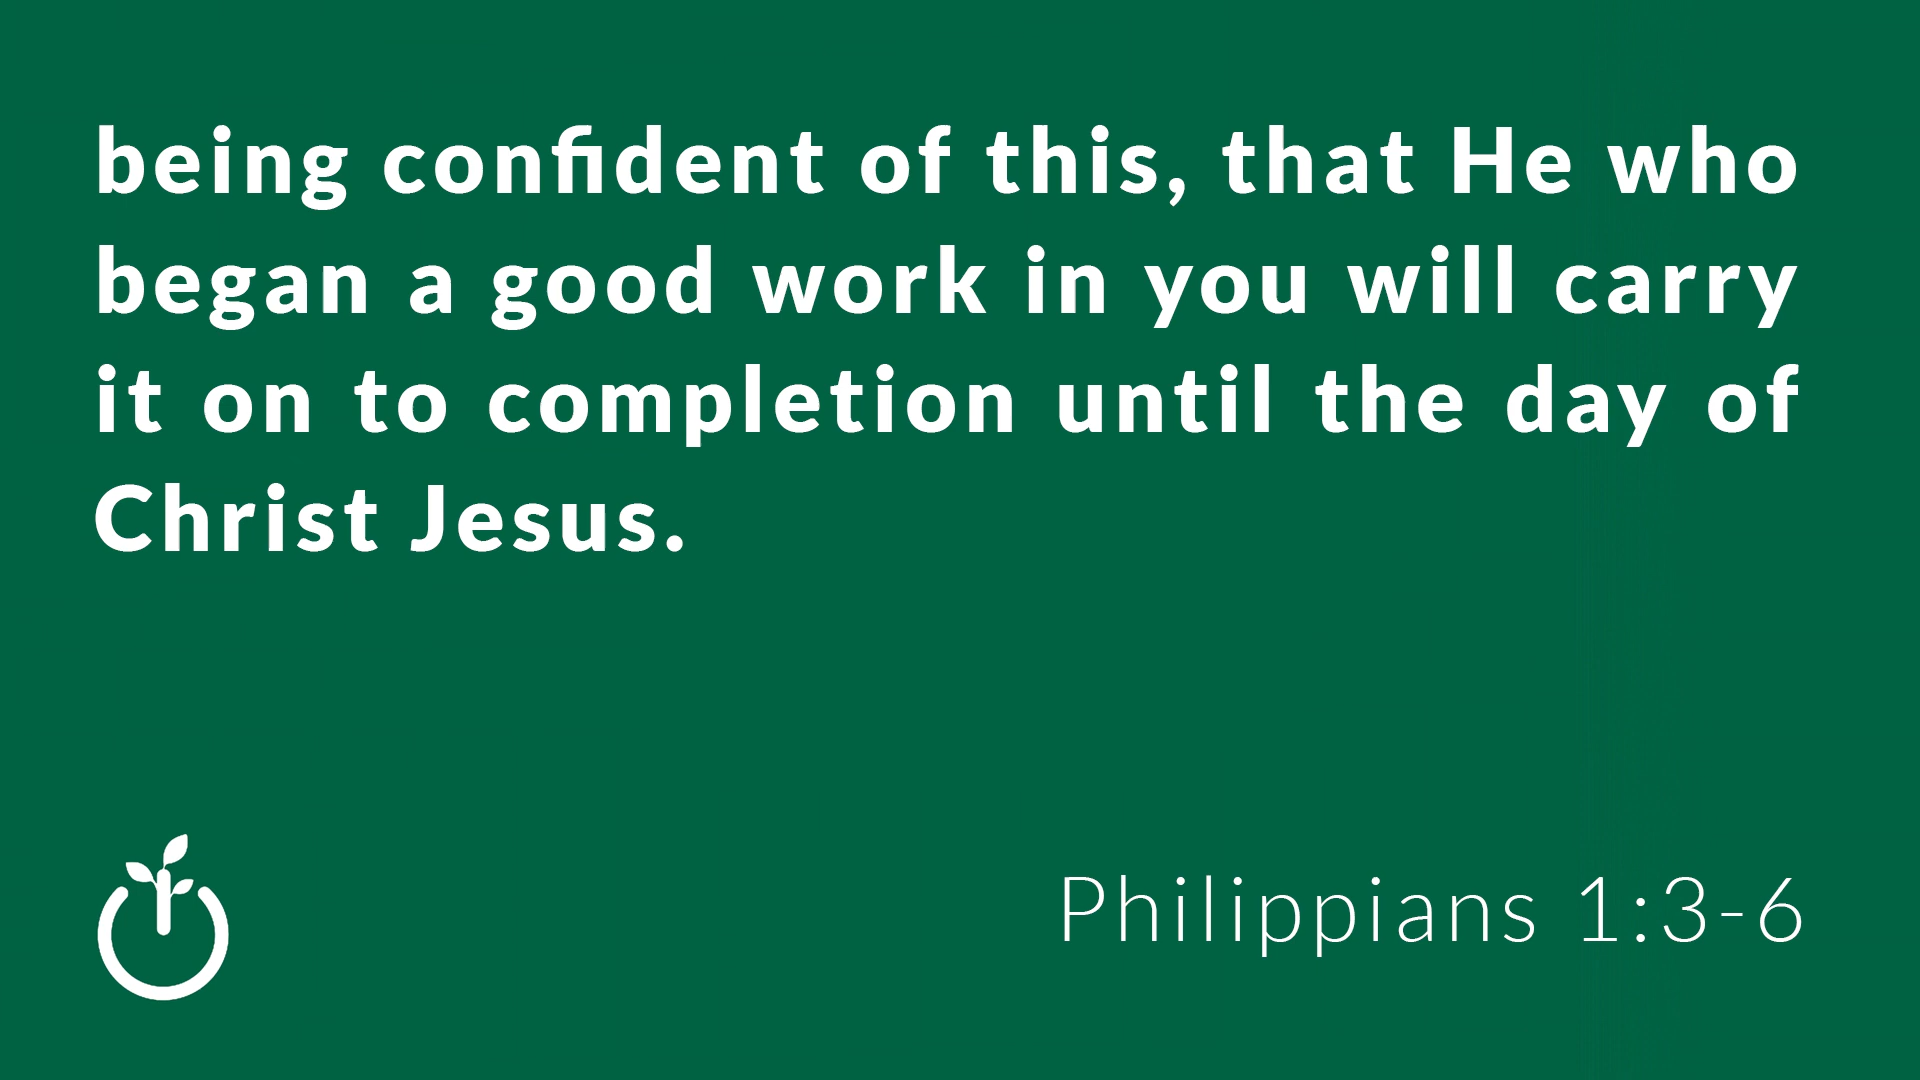 being confident of this, that He who
began a good work in you will carry
it on to completion until the day of
Christ Jesus.
Philippians 1:3-6